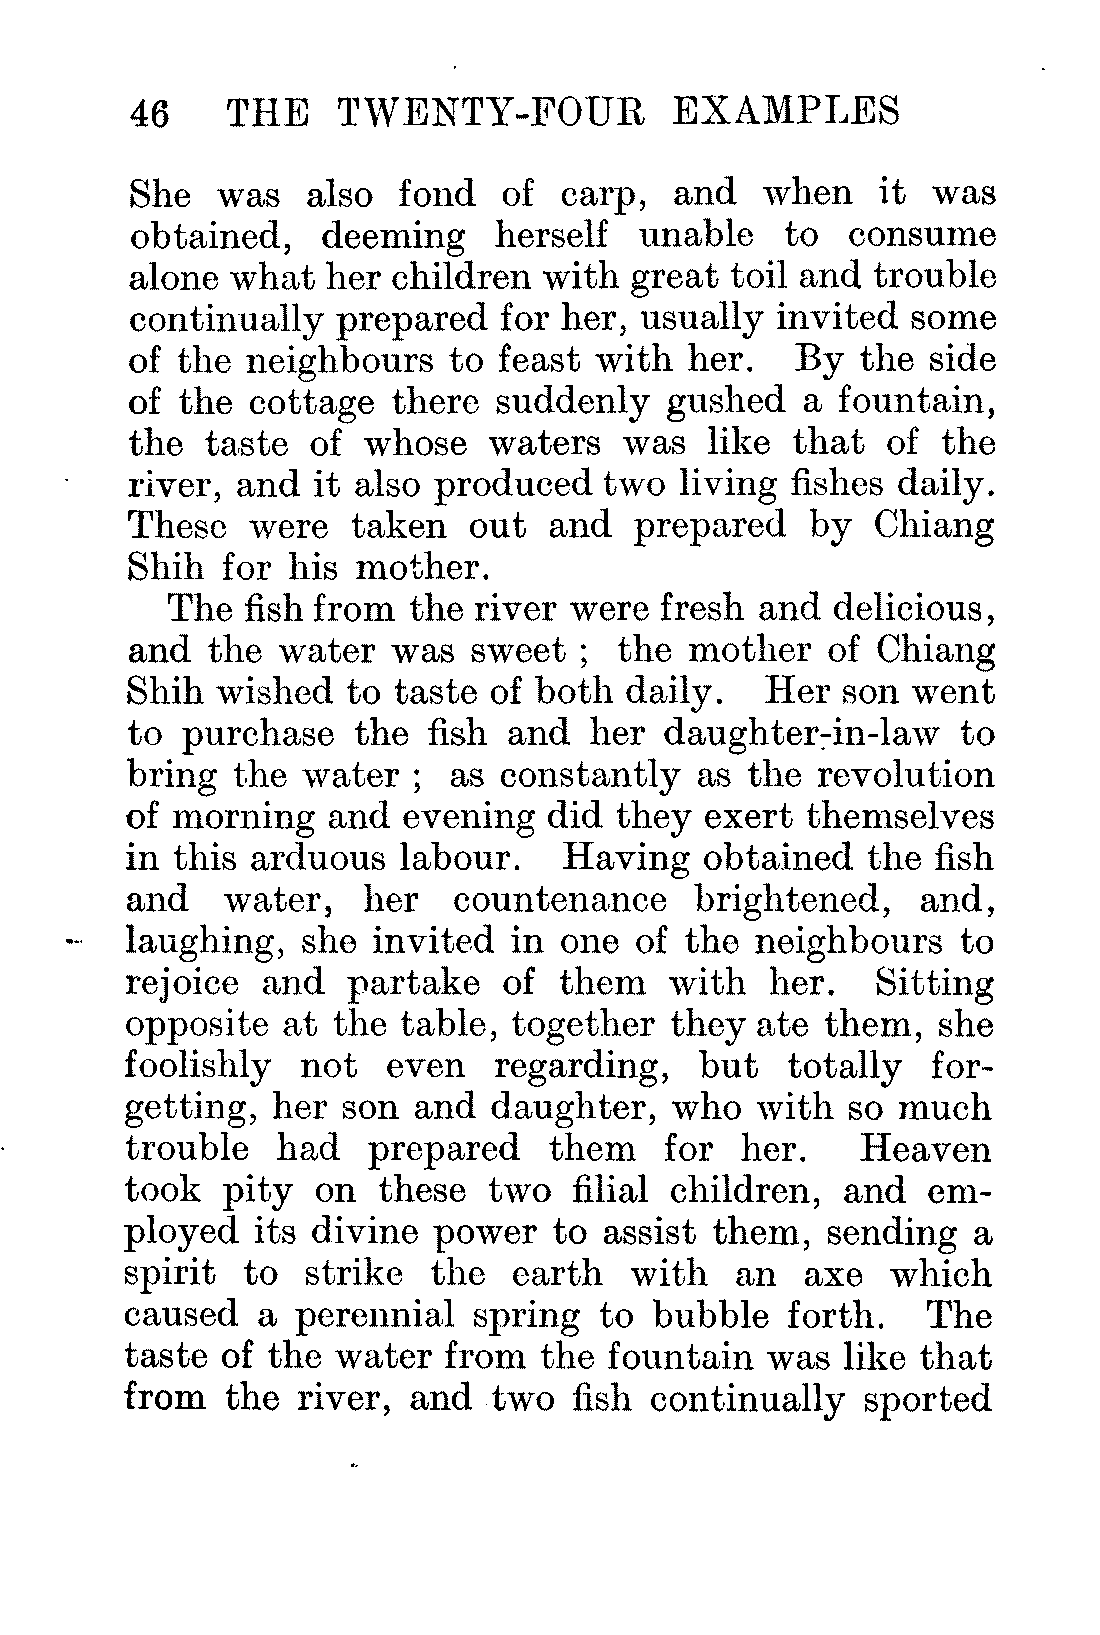 46 THE TWENTY-FOUR EXAMPLES
She was also fond of carp, and when it was
obtained, deeming herself unable to consume
alone what her children with great toil and trouble
continually prepared for her, usually invited some
of the neighbours to feast with her. By the side
of the cottage there suddenly gushed a fountain,
the taste of whose waters was like that of the
river, and it also produced two living fishes daily.
These were taken out and prepared by Chiang
Shih for his mother.
The fish from the river were fresh and delicious,
and the water was sweet ; the mother of Chiang
Shih wished to taste of both daily. Her son went
to purchase the fish and her daughter-in-law to
bring the water ; as constantly as the revolution
of morning and evening did they exert themselves
in this arduous labour. Having obtained the fish
and water, her countenance brightened, and,
laughing, she invited in one of the neighbours to
rejoice and partake of them with her. Sitting
opposite at the table, together they ate them, she
foolishly not even regarding, but totally for-
getting, her son and daughter, who with so much
trouble had prepared them for her. Heaven
took pity on these two filial children, and em-
ployed its divine power to assist them, sending a
spirit to strike the earth with an axe which
caused a perennial spring to bubble forth. The
taste of the water from the fountain was like that
from the river, and two fish continually sported